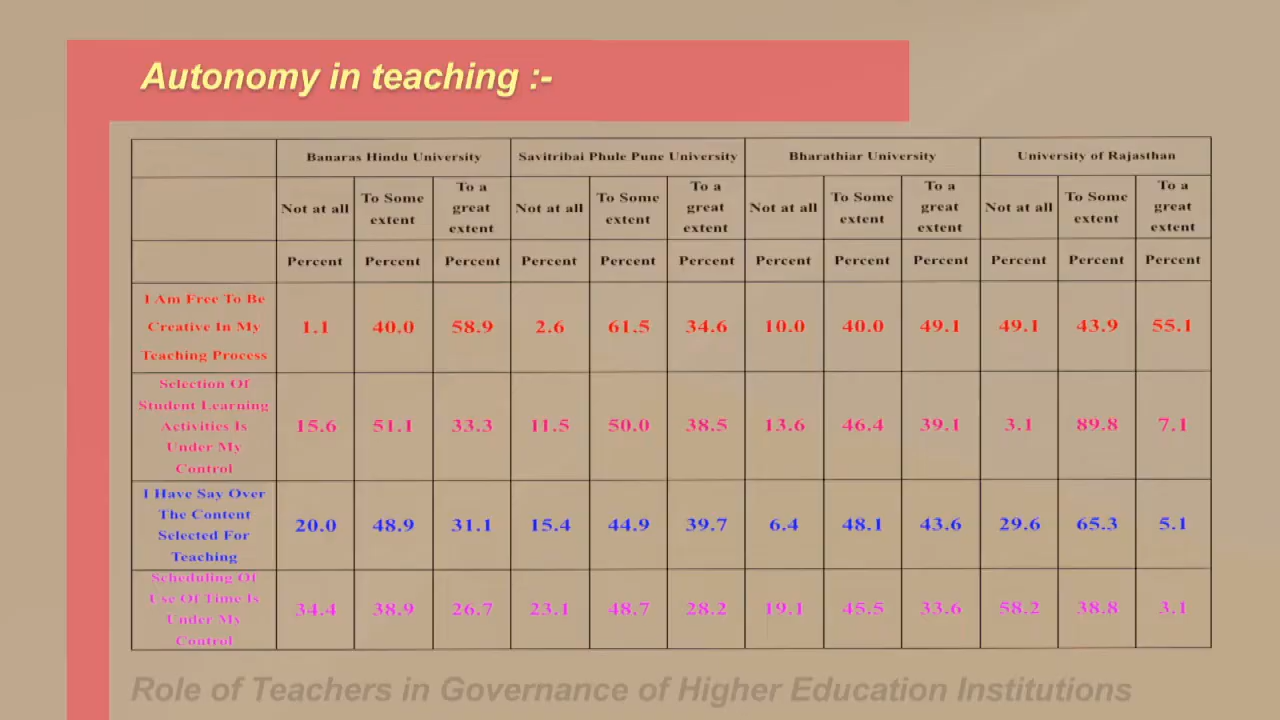 Autonomy in teaching :-
Banaras Hindu University Savitribai Phule Pune University Bharathiar University University of Rajasthan
Not at all To Some extent To a great extent Not at all To Some extent To a great extent Not at all To Some extent To a great extent Not at all To Some extent To a great extent
Percent Percent Percent Percent Percent Percent Percent Percent Percent Percent Percent Percent
I Am Free To Be
Creative In My
Teaching Process
1.1 40.0 58.9 2.6 61.5 34.6 10.0 40.0 49.1 49.1 43.9 55.1
Selection Of
Student Learning
Activities Is
Under My
Control
15.6 51.1 33.3 11.5 50.0 38.5 13.6 46.4 39.1 3.1 89.8 7.1
I Have Say Over
The Content
Selected For
Teaching
20.0 48.9 31.1 15.4 44.9 39.7 6.4 48.1 43.6 29.6 65.3 5.1
Scheduling Of
Use Of Time Is
Under My
Control
34.4 38.9 26.7 23.1 48.7 28.2 19.1 45.5 33.6 58.2 38.8 3.1
Role of Teachers in Governance of Higher Education Institutions